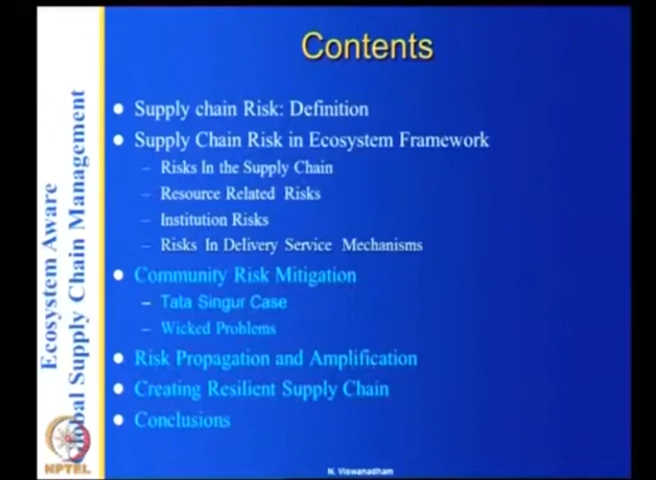 Contents
Supply chain Risk: Definition
Supply Chain Risk in Ecosystem Framework
– Risks In the Supply Chain
– Resource Related Risks
– Institution Risks
– Risks In Delivery Service Mechanisms
Community Risk Mitigation
– Tata Singur Case
– Wicked Problems
Risk Propagation and Amplification
Creating Resilient Supply Chain
Conclusions
Ecosystem Aware
Global Supply Chain Management
NPTEL
N. Viswanadham